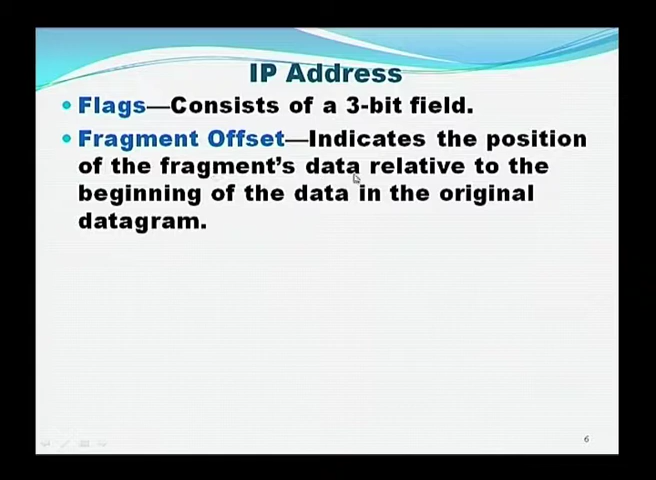 IP Address
• Flags—Consists of a 3-bit field.
• Fragment Offset—Indicates the position
of the fragment's data relative to the
beginning of the data in the original
datagram.
6